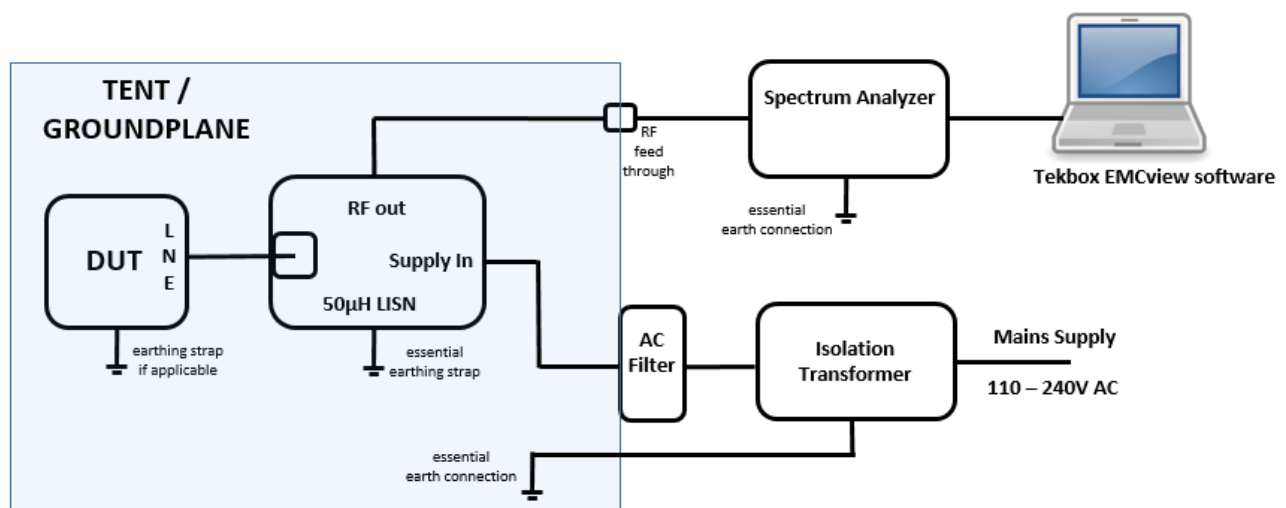 TENT /
GROUNDPLANE
DUT
L
N
E
earthing strap
if applicable
RF out
Supply In
50µH LISN
essential
earthing strap
RF
feed
through
Spectrum Analyzer
essential
earth connection
Tekbox EMCview software
AC
Filter
Isolation
Transformer
Mains Supply
110 – 240V AC
essential
earth connection